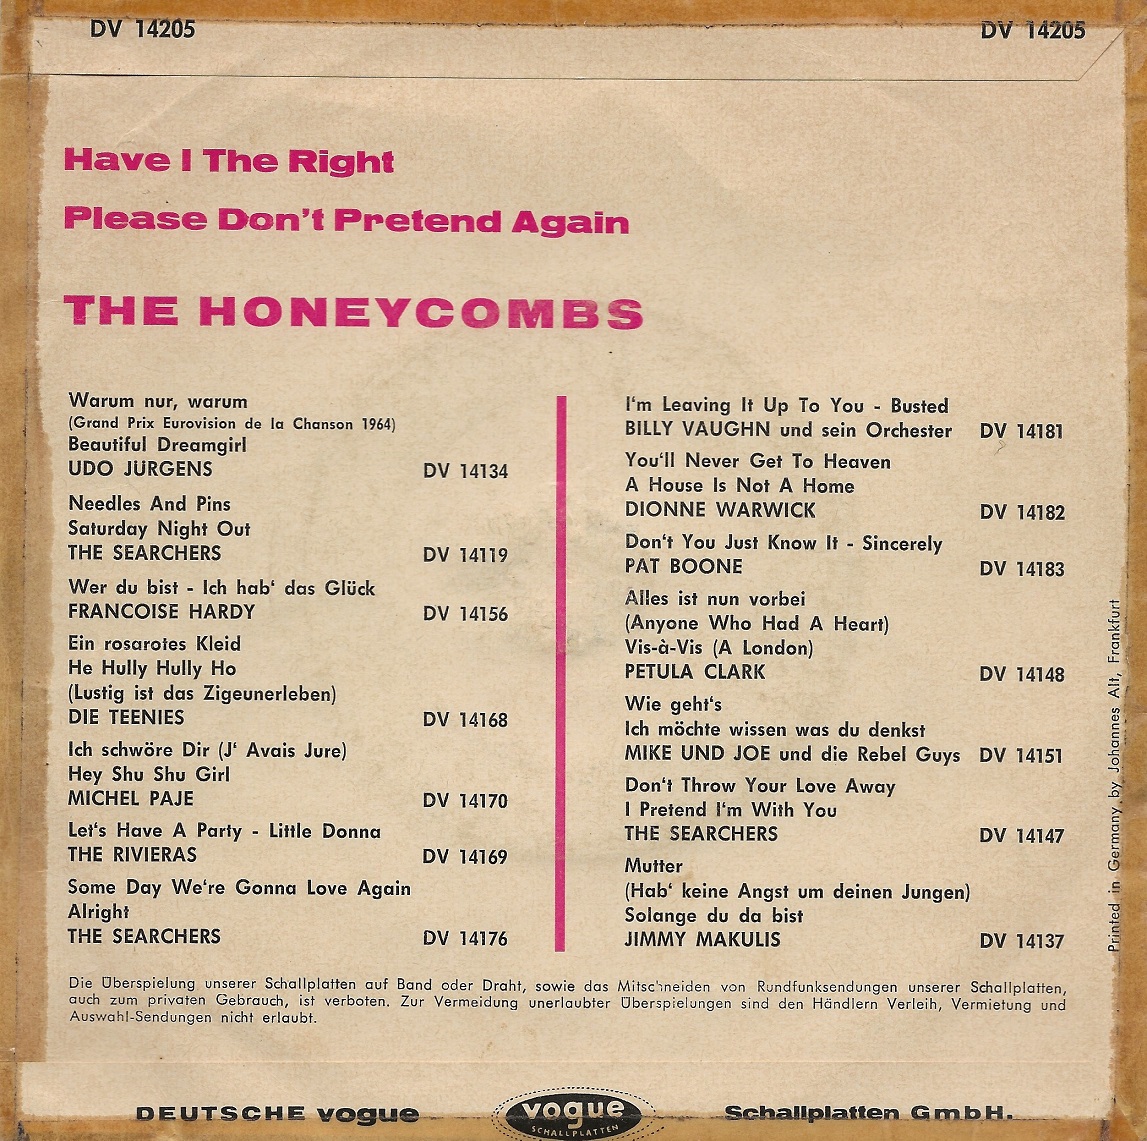 DV 14205 DV 14205
Have I The Right
Please Don't Pretend Again
THE HONEYCOMBS
Warum nur, warum
(Grand Prix Eurovision de la Chanson 1964)
Beautiful Dreamgirl
UDO JÜRGENS DV 14134
Needles And Pins
Saturday Night Out
THE SEARCHERS DV 14119
Wer du bist - Ich hab' das Glück
FRANCOISE HARDY DV 14156
Ein rosarotes Kleid
He Hully Hully Ho
(Lustig ist das Zigeunerleben)
DIE TEENIES DV 14168
Ich schwöre Dir (J' Avais Jure)
Hey Shu Shu Girl
MICHEL PAJE DV 14170
Let's Have A Party - Little Donna
THE RIVIERAS DV 14169
Some Day We're Gonna Love Again
Alright
THE SEARCHERS DV 14176
I'm Leaving It Up To You - Busted
BILLY VAUGHN und sein Orchester DV 14181
You'll Never Get To Heaven
A House Is Not A Home
DIONNE WARWICK DV 14182
Don't You Just Know It - Sincerely
PAT BOONE DV 14183
Alles ist nun vorbei
(Anyone Who Had A Heart)
Vis-à-Vis (A London)
PETULA CLARK DV 14148
Wie geht's
Ich möchte wissen was du denkst
MIKE UND JOE und die Rebel Guys DV 14151
Don't Throw Your Love Away
I Pretend I'm With You
THE SEARCHERS DV 14147
Mutter
(Hab' keine Angst um deinen Jungen)
Solange du da bist
JIMMY MAKULIS DV 14137
Printed in Germany by Johannes Alt, Frankfurt
Die Überspielung unserer Schallplatten auf Band oder Draht, sowie das Mitschneiden von Rundfunksendungen unserer Schallplatten,
auch zum privaten Gebrauch, ist verboten. Zur Vermeidung unerlaubter Überspielungen sind den Händlern Verleih, Vermietung und
Auswahl-Sendungen nicht erlaubt.
DEUTSCHE vogue vogue Schallplatten GmbH.
SCHALLPLATTEN